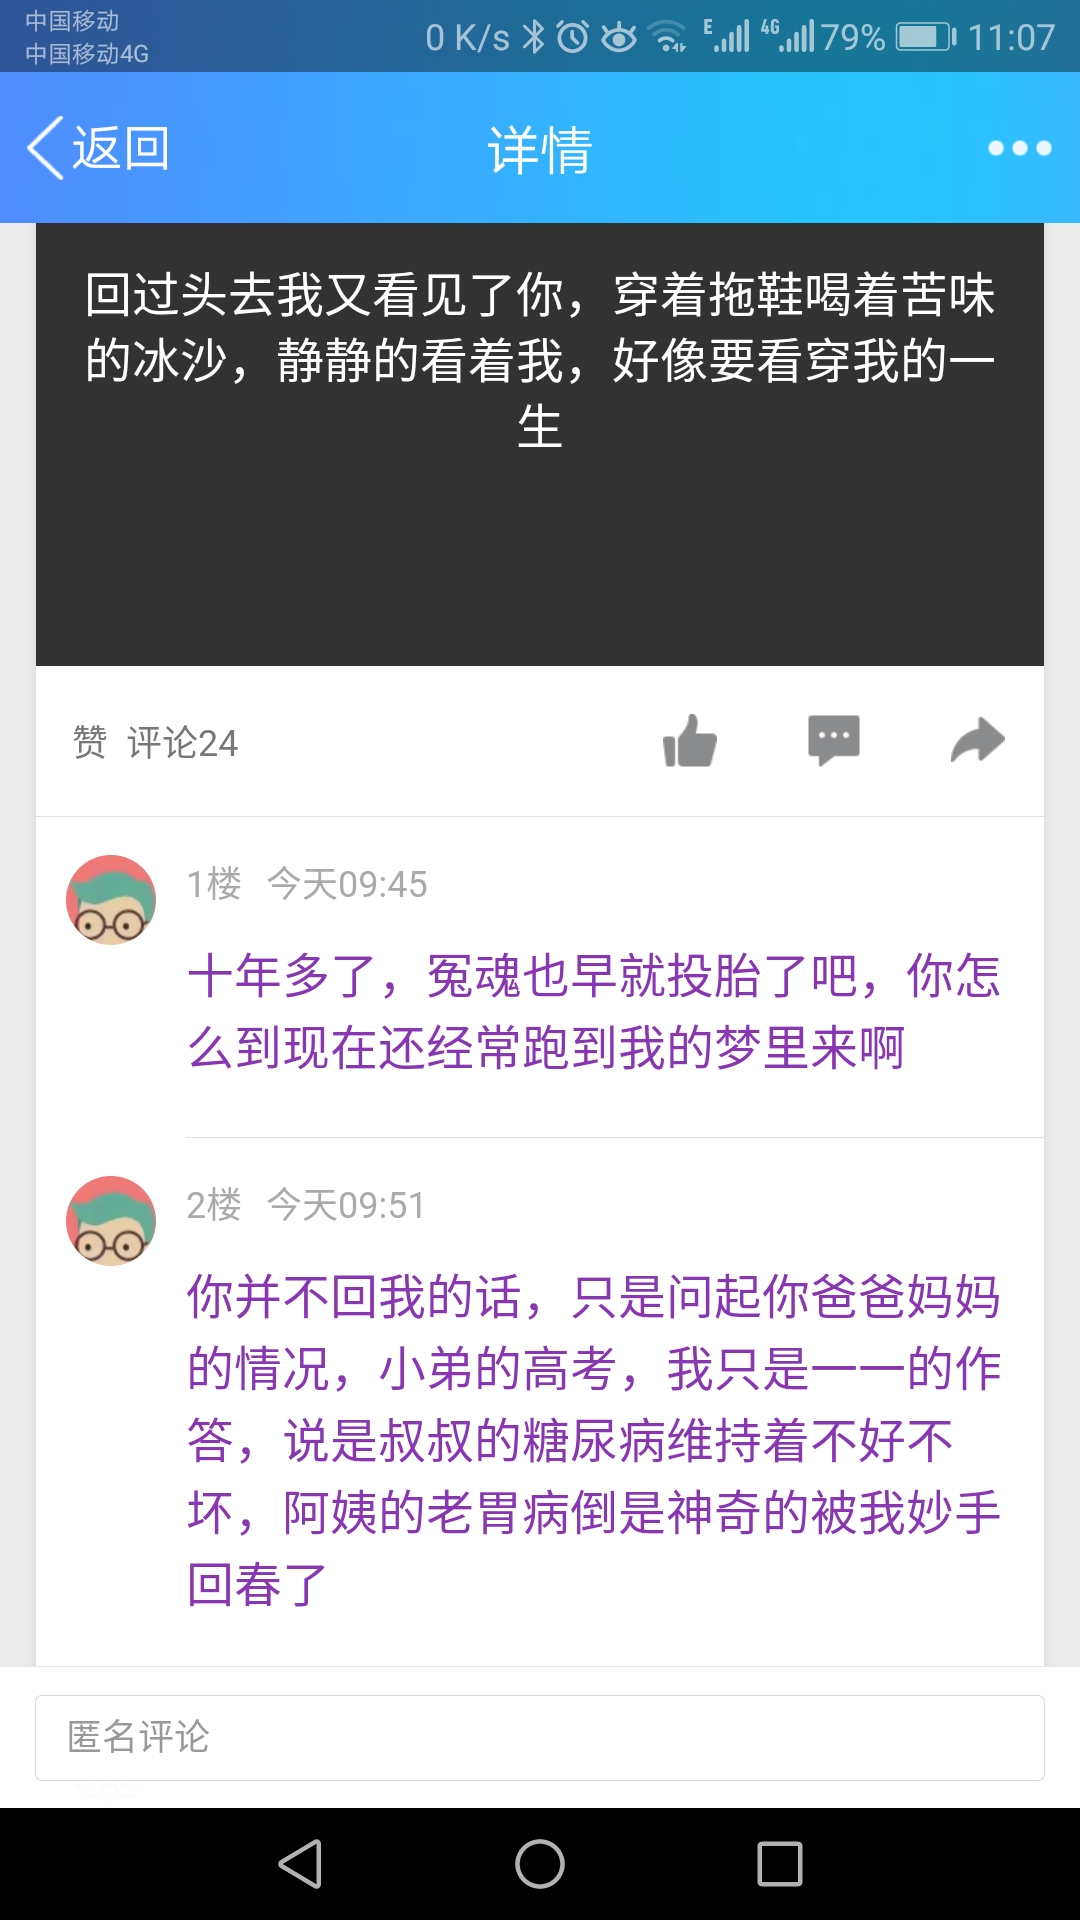 中国移动
中国移动4G
0 K/s
E
4G
79%
11:07
返回
详情
回过头去我又看见了你，穿着拖鞋喝着苦味
的冰沙，静静的看着我，好像要看穿我的一
生
赞 评论24
1楼 今天09:45
十年多了，冤魂也早就投胎了吧，你怎
么到现在还经常跑到我的梦里来啊
2楼 今天09:51
你并不回我的话，只是问起你爸爸妈妈
的情况，小弟的高考，我只是一一的作
答，说是叔叔的糖尿病维持着不好不
坏，阿姨的老胃病倒是神奇的被我妙手
回春了
匿名评论